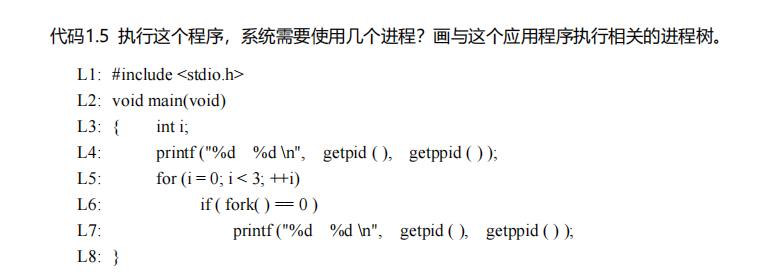 代码1.5 执行这个程序，系统需要使用几个进程？画与这个应用程序执行相关的进程树。
L1: #include <stdio.h>
L2: void main(void)
L3: { int i;
L4: printf ("%d %d \n", getpid ( ), getppid ( ) );
L5: for (i = 0; i < 3; ++i)
L6: if ( fork( ) == 0 )
L7: printf ("%d %d \n", getpid ( ), getppid ( ) );
L8: }